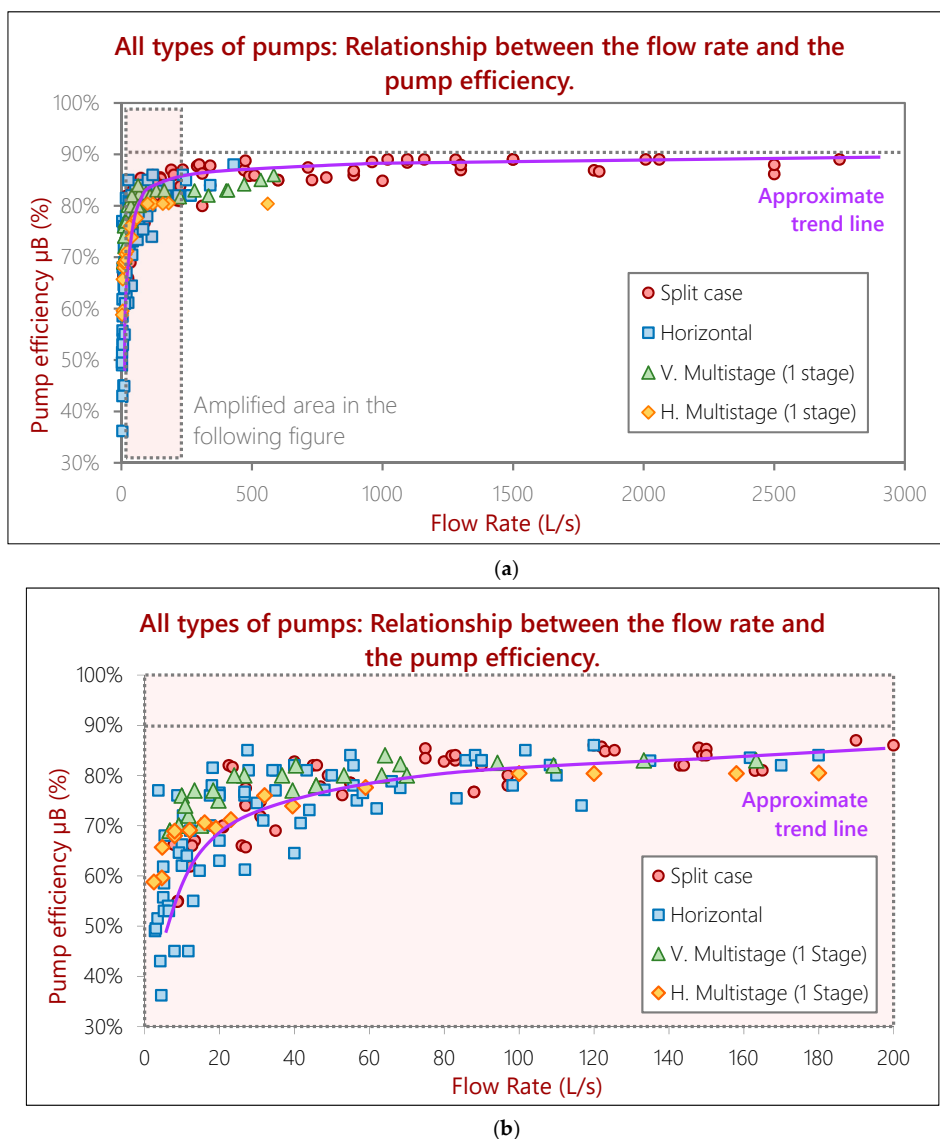 All types of pumps: Relationship between the flow rate and the
pump efficiency.
100%
90%
80%
70%
60%
50%
40%
30%
Pump efficiency µB (%)
Approximate
trend line
Split case
Horizontal
V. Multistage (1 stage)
H. Multistage (1 stage)
Amplified area in the
following figure
0 500 1000 1500 2000 2500 3000
Flow Rate (L/s)
(a)
All types of pumps: Relationship between the flow rate and
the pump efficiency.
100%
90%
80%
70%
60%
50%
40%
30%
Pump efficiency µB (%)
Approximate
trend line
Split case
Horizontal
V. Multistage (1 Stage)
H. Multistage (1 Stage)
0 20 40 60 80 100 120 140 160 180 200
Flow Rate (L/s)
(b)